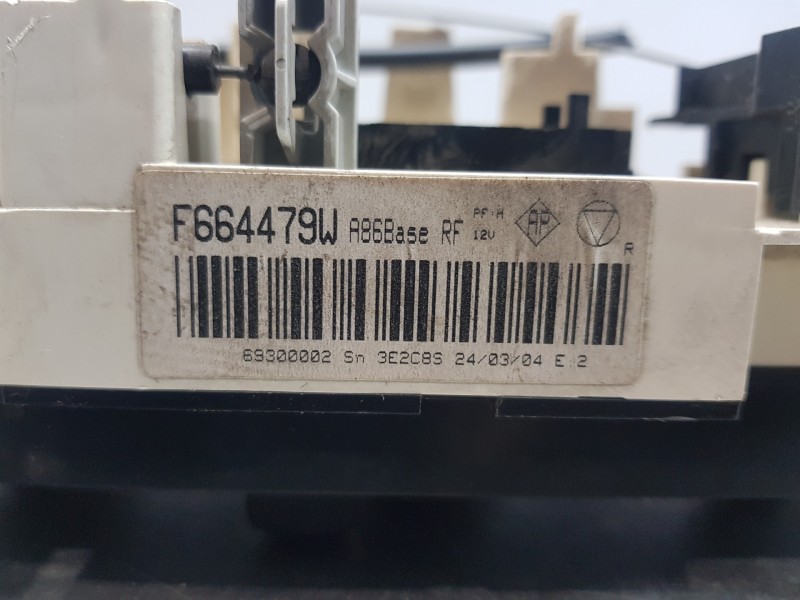 F664479W A86Base RF PF:A 12V AP
R
69300002 Sn 3E2C8S 24/03/04 E:2